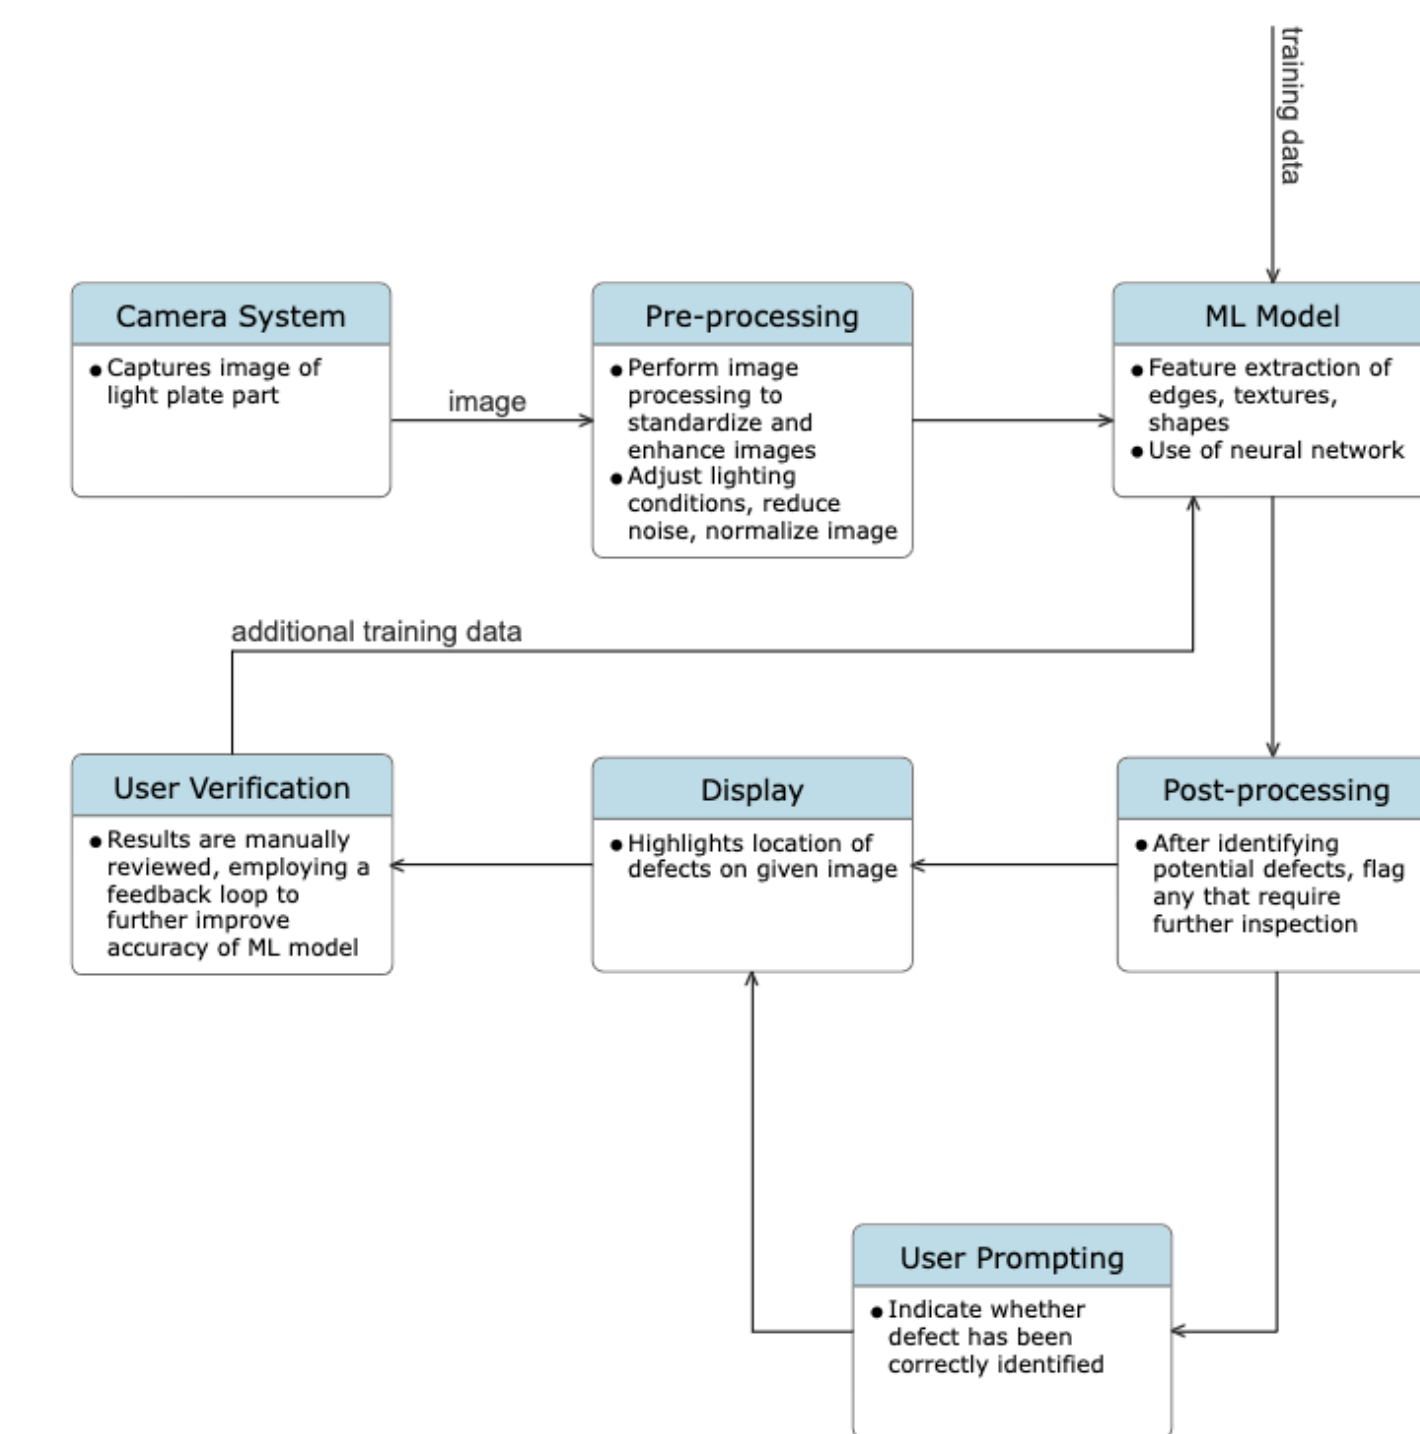 training data
Camera System
● Captures image of
light plate part
image
Pre-processing
● Perform image
processing to
standardize and
enhance images
● Adjust lighting
conditions, reduce
noise, normalize image
ML Model
● Feature extraction of
edges, textures,
shapes
● Use of neural network
additional training data
User Verification
● Results are manually
reviewed, employing a
feedback loop to
further improve
accuracy of ML model
Display
● Highlights location of
defects on given image
Post-processing
● After identifying
potential defects, flag
any that require
further inspection
User Prompting
● Indicate whether
defect has been
correctly identified